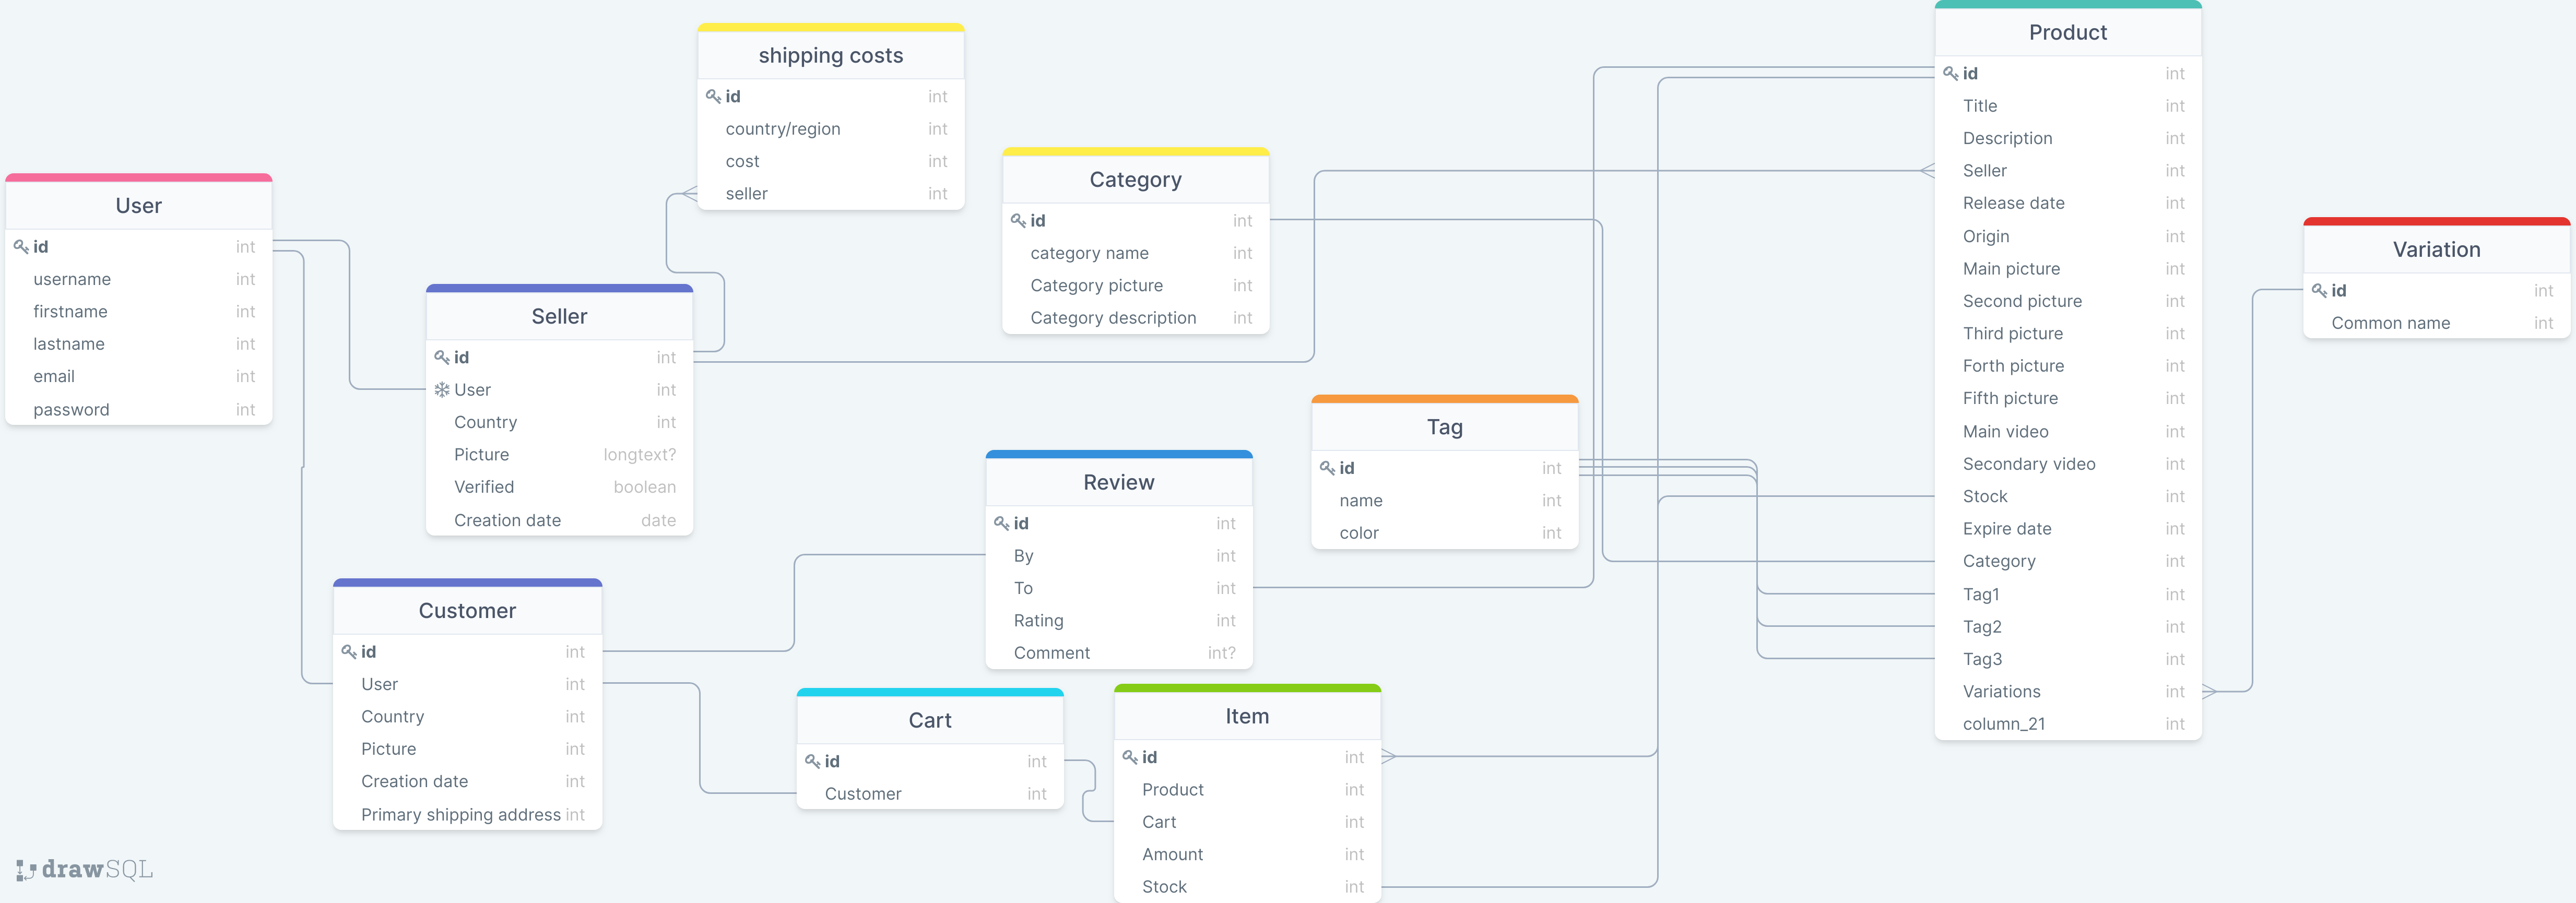 User
id int
username int
firstname int
lastname int
email int
password int
shipping costs
id int
country/region int
cost int
seller int
Seller
id int
User int
Country int
Picture longtext?
Verified boolean
Creation date date
Customer
id int
User int
Country int
Picture int
Creation date int
Primary shipping address int
Category
id int
category name int
Category picture int
Category description int
Review
id int
By int
To int
Rating int
Comment int?
Cart
id int
Customer int
Item
id int
Product int
Cart int
Amount int
Stock int
Tag
id int
name int
color int
Product
id int
Title int
Description int
Seller int
Release date int
Origin int
Main picture int
Second picture int
Third picture int
Forth picture int
Fifth picture int
Main video int
Secondary video int
Stock int
Expire date int
Category int
Tag1 int
Tag2 int
Tag3 int
Variations int
column_21 int
Variation
id int
Common name int
drawSQL